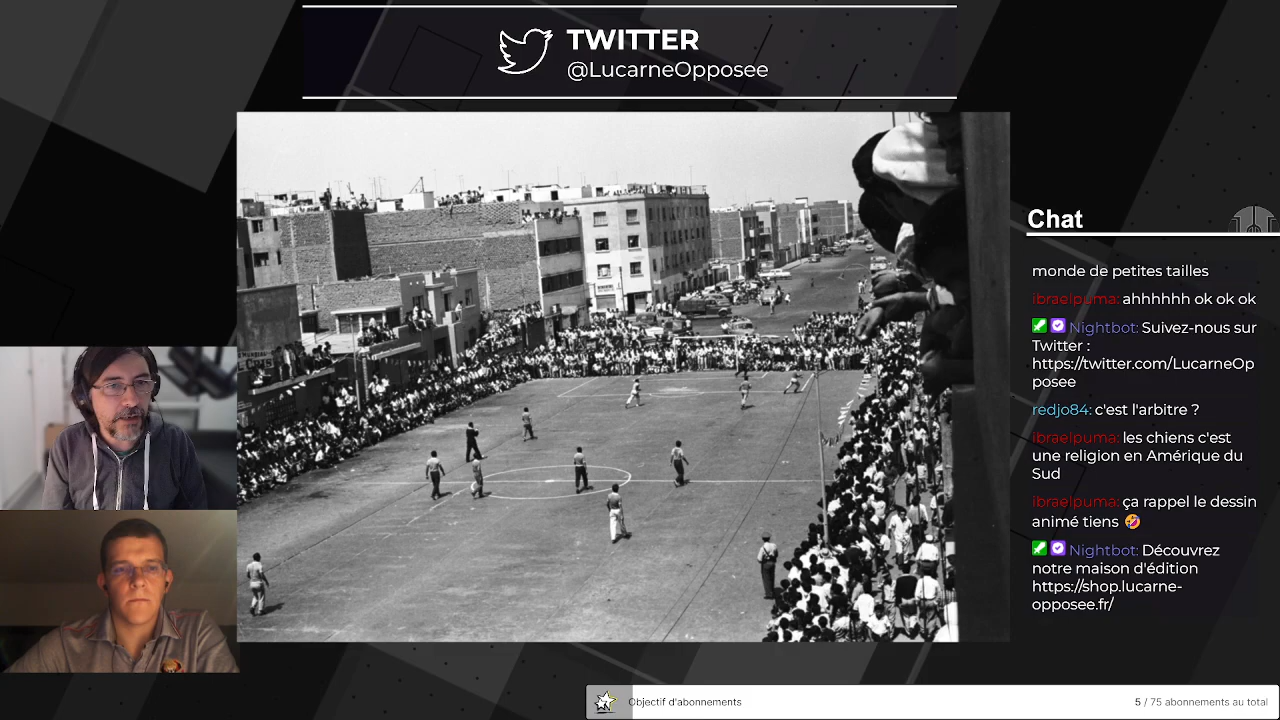 TWITTER
@LucarneOpposee
Chat
monde de petites tailles
ibraelpuma: ahhhhhh ok ok ok
Nightbot: Suivez-nous sur
Twitter :
https://twitter.com/LucarneOp
posee
redjo84: c'est l'arbitre ?
ibraelpuma: les chiens c'est
une religion en Amérique du
Sud
ibraelpuma: ça rappel le dessin
animé tiens 🤣
Nightbot: Découvrez
notre maison d'édition
https://shop.lucarne-
opposee.fr/
Objectif d'abonnements
5 / 75 abonnements au total